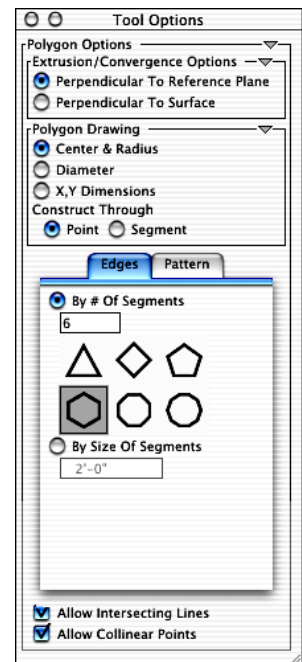 Tool Options
Polygon Options
Extrusion/Convergence Options
Perpendicular To Reference Plane
Perpendicular To Surface
Polygon Drawing
Center & Radius
Diameter
X,Y Dimensions
Construct Through
Point Segment
Edges Pattern
By # Of Segments
6
By Size Of Segments
2'-0"
Allow Intersecting Lines
Allow Collinear Points